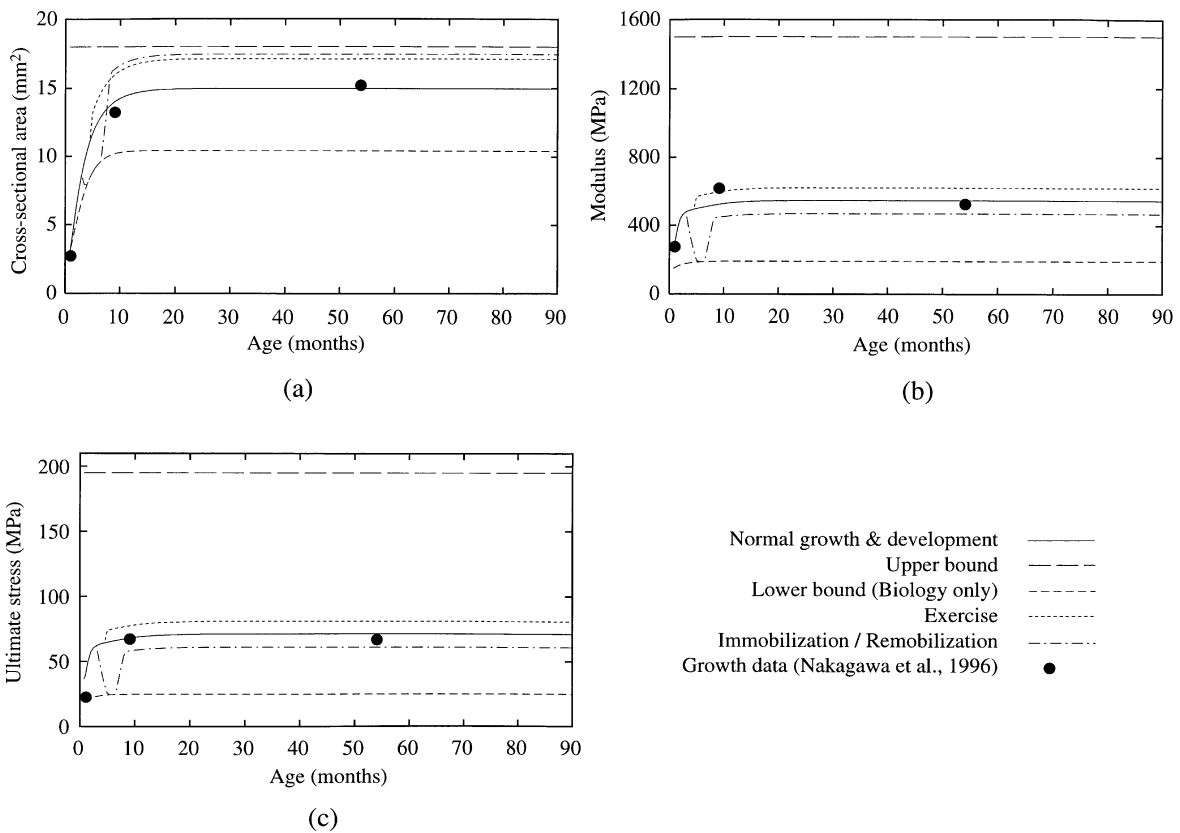 20
15
10
5
0
Cross-sectional area (mm²)
0 10 20 30 40 50 60 70 80 90
Age (months)
(a)
1600
1200
800
400
0
Modulus (MPa)
0 10 20 30 40 50 60 70 80 90
Age (months)
(b)
200
150
100
50
0
Ultimate stress (MPa)
0 10 20 30 40 50 60 70 80 90
Age (months)
(c)
Normal growth & development
Upper bound
Lower bound (Biology only)
Exercise
Immobilization / Remobilization
Growth data (Nakagawa et al., 1996)